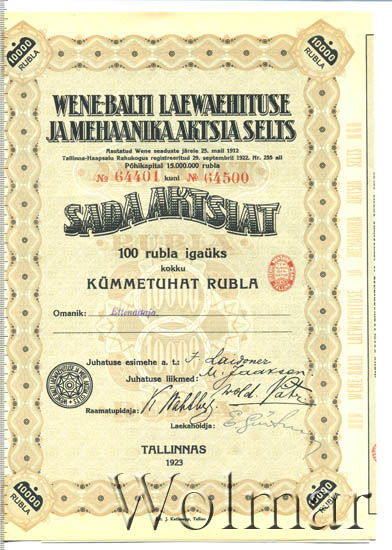 10000 RUBLA
10000 RUBLA
WENE-BALTI LAEWAEHITUSE
JA MEHAANIKA AKTSIA SELTS
Asutatud Wene seaduste järele 25. mail 1912
Tallinna-Haapsalu Rahukogus registreeritud 29. septembril 1922. Nr. 255 all
Põhikapital 15.000.000 rubla
№ 64401 kuni № 64500
SADA AKTSIAT
100 rubla igaüks
kokku
KÜMMETUHAT RUBLA
Omanik: Ettenäitaja
Juhatuse esimehe a. t.: J. Laidoner
Juhatuse liikmed:
Raamatupidaja:
Laekahoidja:
TALLINNAS
1923
10000 RUBLA
10000 RUBLA
Wolmar